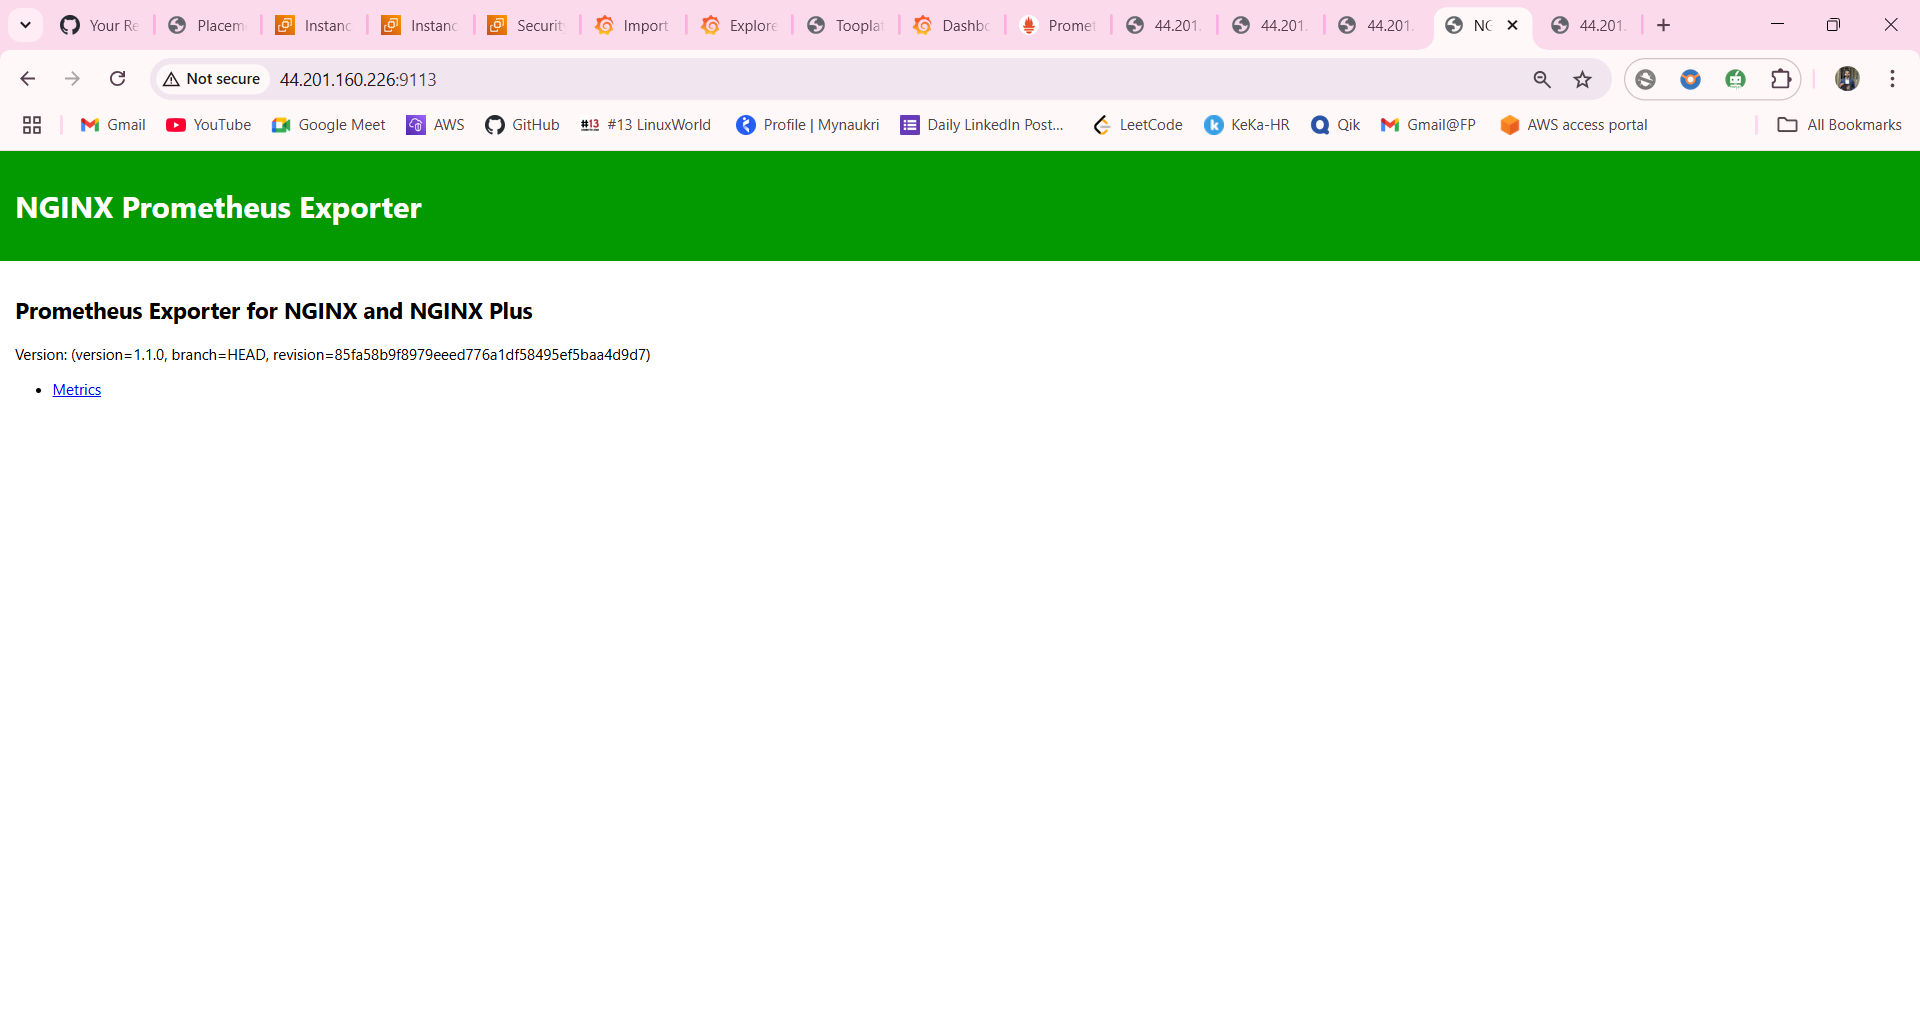 Your Re
Placem
Instanc
Instanc
Securit
Import
Explore
Tooplat
Dashbo
Promet
44.201.
44.201.
44.201.
NG
44.201.
Not secure
44.201.160.226:9113
Gmail
YouTube
Google Meet
AWS
GitHub
#13 #13 LinuxWorld
Profile | Mynaukri
Daily LinkedIn Post...
LeetCode
KeKa-HR
Qik
Gmail@FP
AWS access portal
All Bookmarks
NGINX Prometheus Exporter
Prometheus Exporter for NGINX and NGINX Plus
Version: (version=1.1.0, branch=HEAD, revision=85fa58b9f8979eeed776a1df58495ef5baa4d9d7)
Metrics